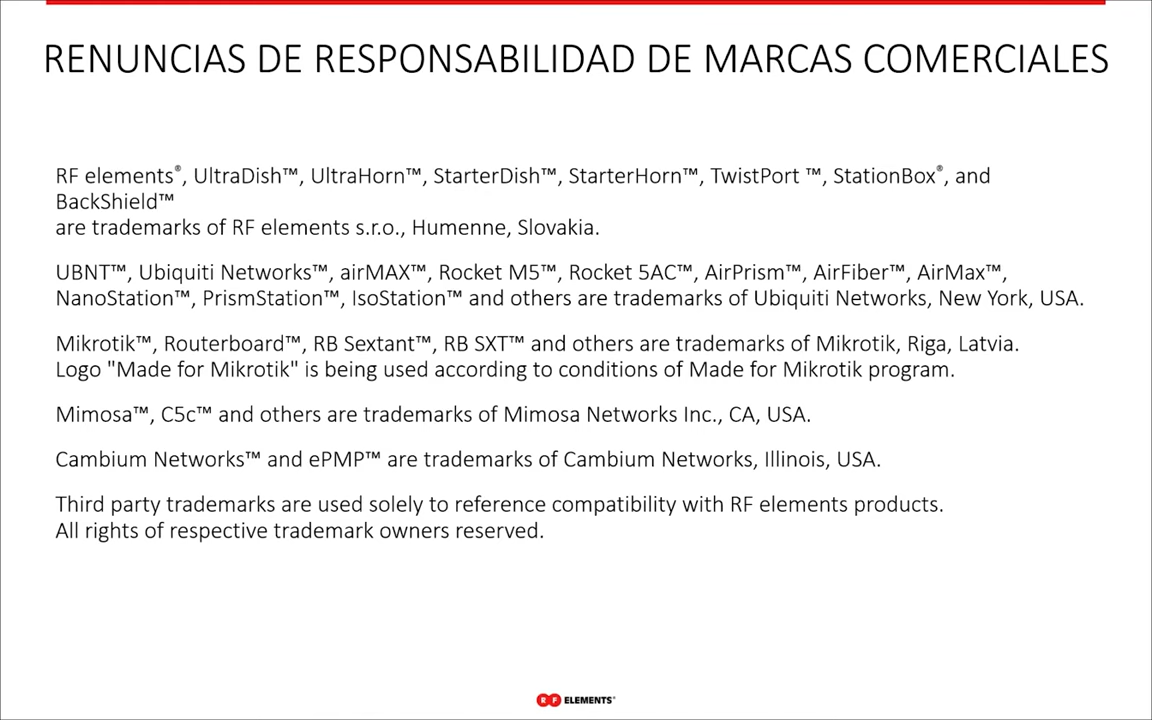 RENUNCIAS DE RESPONSABILIDAD DE MARCAS COMERCIALES
RF elements®, UltraDish™, UltraHorn™, StarterDish™, StarterHorn™, TwistPort ™, StationBox®, and
BackShield™
are trademarks of RF elements s.r.o., Humenne, Slovakia.
UBNT™, Ubiquiti Networks™, airMAX™, Rocket M5™, Rocket 5AC™, AirPrism™, AirFiber™, AirMax™,
NanoStation™, PrismStation™, IsoStation™ and others are trademarks of Ubiquiti Networks, New York, USA.
Mikrotik™, Routerboard™, RB Sextant™, RB SXT™ and others are trademarks of Mikrotik, Riga, Latvia.
Logo "Made for Mikrotik" is being used according to conditions of Made for Mikrotik program.
Mimosa™, C5c™ and others are trademarks of Mimosa Networks Inc., CA, USA.
Cambium Networks™ and ePMP™ are trademarks of Cambium Networks, Illinois, USA.
Third party trademarks are used solely to reference compatibility with RF elements products.
All rights of respective trademark owners reserved.
RF ELEMENTS®